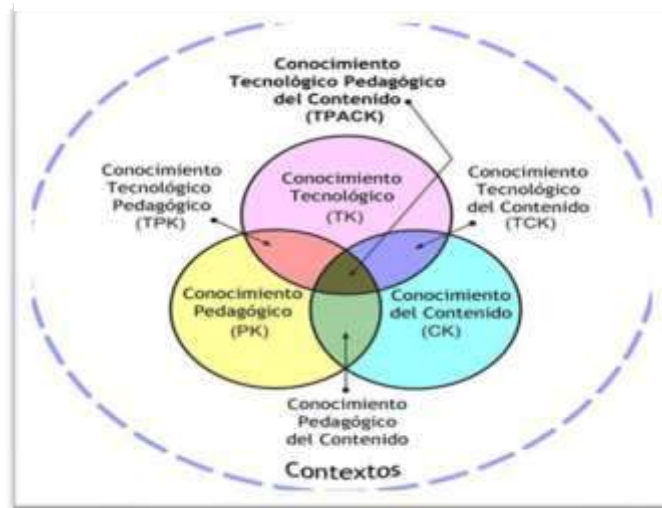 Conocimiento
Tecnológico Pedagógico
del Contenido
(TPACK)
Conocimiento
Tecnológico
Pedagógico
(TPK)
Conocimiento
Tecnológico
(TK)
Conocimiento
Tecnológico
del Contenido
(TCK)
Conocimiento
Pedagógico
(PK)
Conocimiento
del Contenido
(CK)
Conocimiento
Pedagógico
del Contenido
Contextos